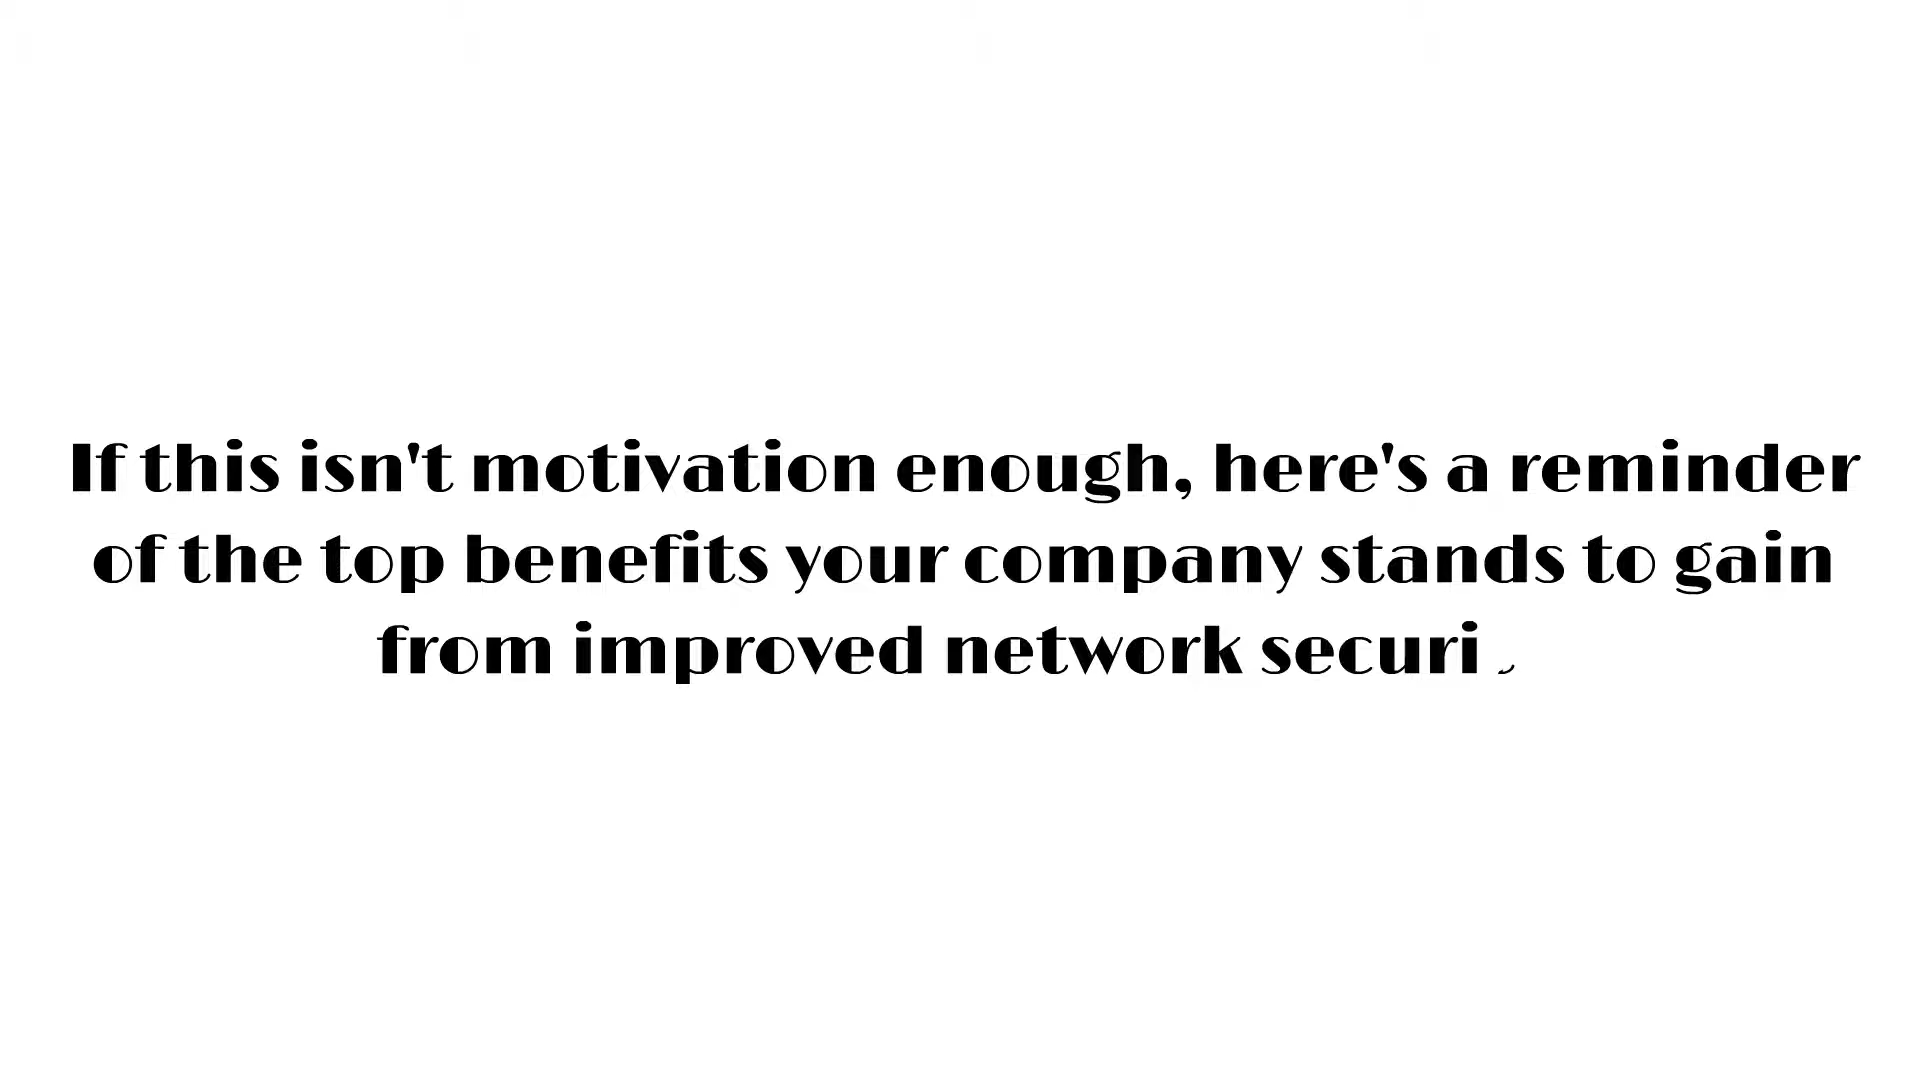 If this isn't motivation enough, here's a reminder
of the top benefits your company stands to gain
from improved network securi